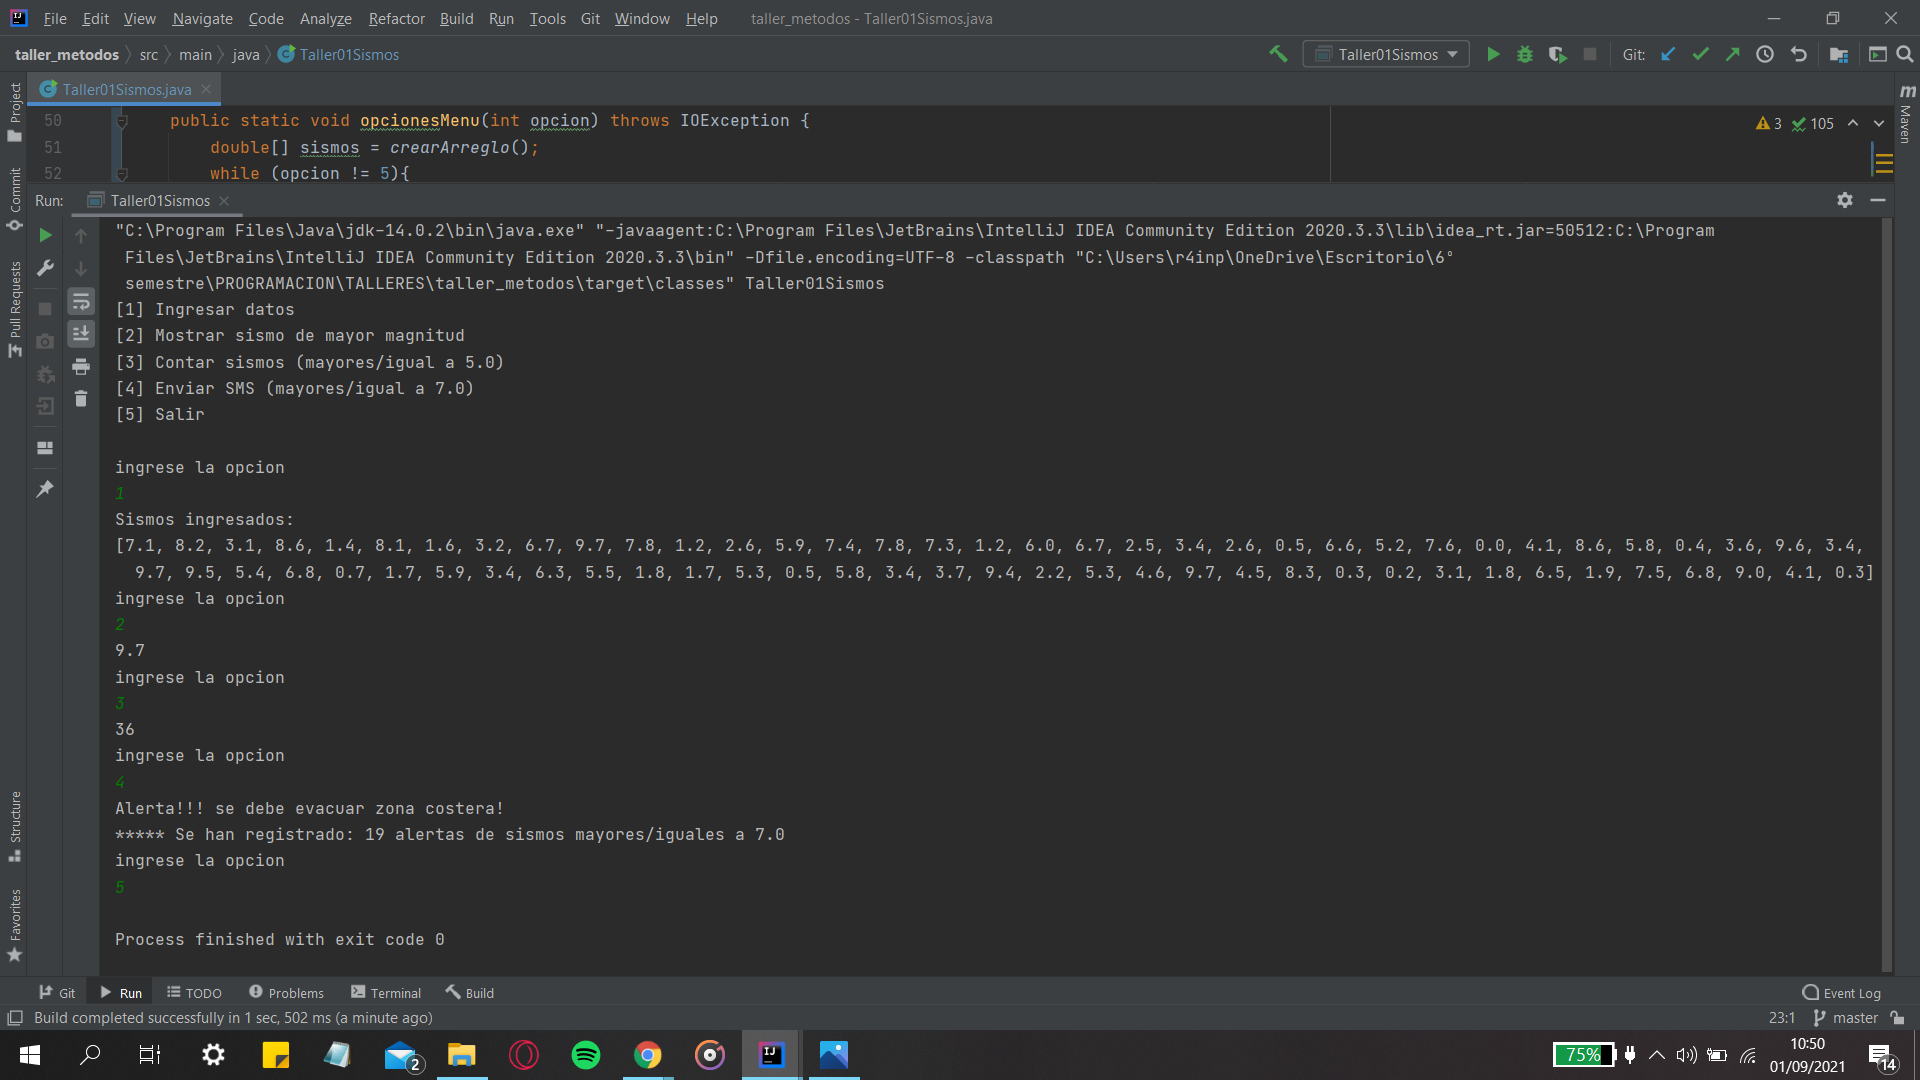 File Edit View Navigate Code Analyze Refactor Build Run Tools Git Window Help taller_metodos - Taller01Sismos.java
taller_metodos src main java Taller01Sismos
Taller01Sismos Git:
Taller01Sismos.java
50 public static void opcionesMenu(int opcion) throws IOException {
3 105
51 double[] sismos = crearArreglo();
52 while (opcion != 5){
Run: Taller01Sismos
"C:\Program Files\Java\jdk-14.0.2\bin\java.exe" "-javaagent:C:\Program Files\JetBrains\IntelliJ IDEA Community Edition 2020.3.3\lib\idea_rt.jar=50512:C:\Program
Files\JetBrains\IntelliJ IDEA Community Edition 2020.3.3\bin" -Dfile.encoding=UTF-8 -classpath "C:\Users\r4inp\OneDrive\Escritorio\6°
semestre\PROGRAMACION\TALLERES\taller_metodos\target\classes" Taller01Sismos
[1] Ingresar datos
[2] Mostrar sismo de mayor magnitud
[3] Contar sismos (mayores/igual a 5.0)
[4] Enviar SMS (mayores/igual a 7.0)
[5] Salir
ingrese la opcion
1
Sismos ingresados:
[7.1, 8.2, 3.1, 8.6, 1.4, 8.1, 1.6, 3.2, 6.7, 9.7, 7.8, 1.2, 2.6, 5.9, 7.4, 7.8, 7.3, 1.2, 6.0, 6.7, 2.5, 3.4, 2.6, 0.5, 6.6, 5.2, 7.6, 0.0, 4.1, 8.6, 5.8, 0.4, 3.6, 9.6, 3.4,
9.7, 9.5, 5.4, 6.8, 0.7, 1.7, 5.9, 3.4, 6.3, 5.5, 1.8, 1.7, 5.3, 0.5, 5.8, 3.4, 3.7, 9.4, 2.2, 5.3, 4.6, 9.7, 4.5, 8.3, 0.3, 0.2, 3.1, 1.8, 6.5, 1.9, 7.5, 6.8, 9.0, 4.1, 0.3]
ingrese la opcion
2
9.7
ingrese la opcion
3
36
ingrese la opcion
4
Alerta!!! se debe evacuar zona costera!
***** Se han registrado: 19 alertas de sismos mayores/iguales a 7.0
ingrese la opcion
5
Process finished with exit code 0
Project
Commit
Pull Requests
Structure
Favorites
Maven
Git Run TODO Problems Terminal Build Event Log
Build completed successfully in 1 sec, 502 ms (a minute ago) 23:1 master
2
75%
10:50
01/09/2021
14